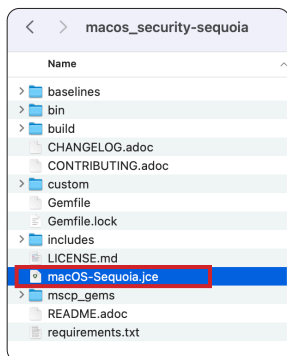 macos_security-sequoia
Name
baselines
bin
build
CHANGELOG.adoc
CONTRIBUTING.adoc
custom
Gemfile
Gemfile.lock
includes
LICENSE.md
macOS-Sequoia.jce
mscp_gems
README.adoc
requirements.txt